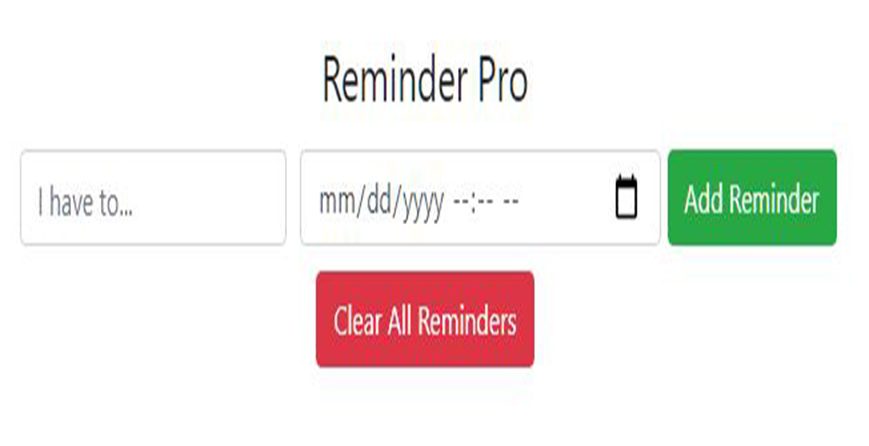 Reminder Pro
I have to... mm/dd/yyyy --:-- -- Add Reminder
Clear All Reminders